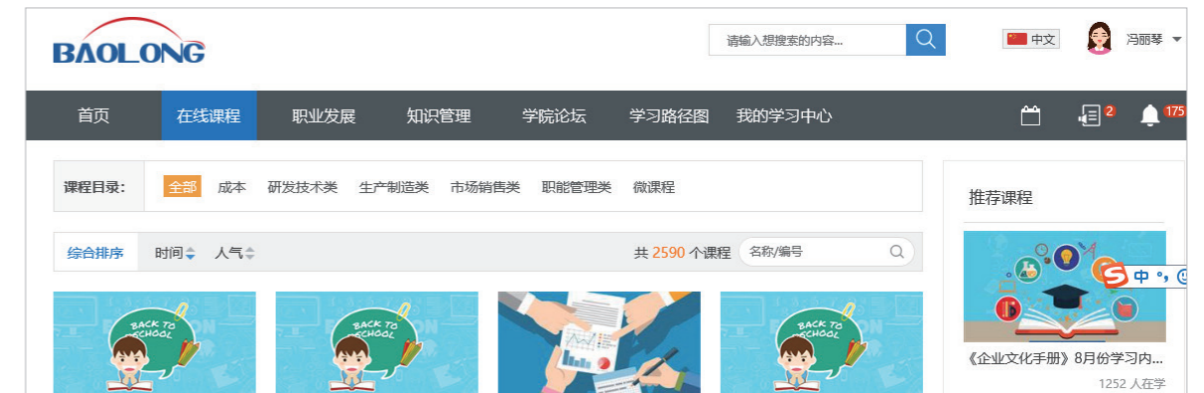 BAOLONG
请输入想搜索的内容...
中文
冯丽琴
首页 在线课程 职业发展 知识管理 学院论坛 学习路径图 我的学习中心
2
175
课程目录: 全部 成本 研发技术类 生产制造类 市场销售类 职能管理类 微课程
综合排序 时间 人气 共 2590 个课程 名称/编号
推荐课程
BACK TO SCHOOL
BACK TO SCHOOL
BACK TO SCHOOL
中 °,
《企业文化手册》8月份学习内...
1252 人在学